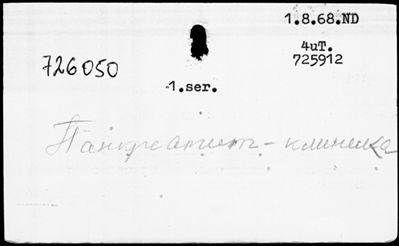 1.8.68.ND
4uT.
725912
726050
1.ser.
Панкреатит - клиника